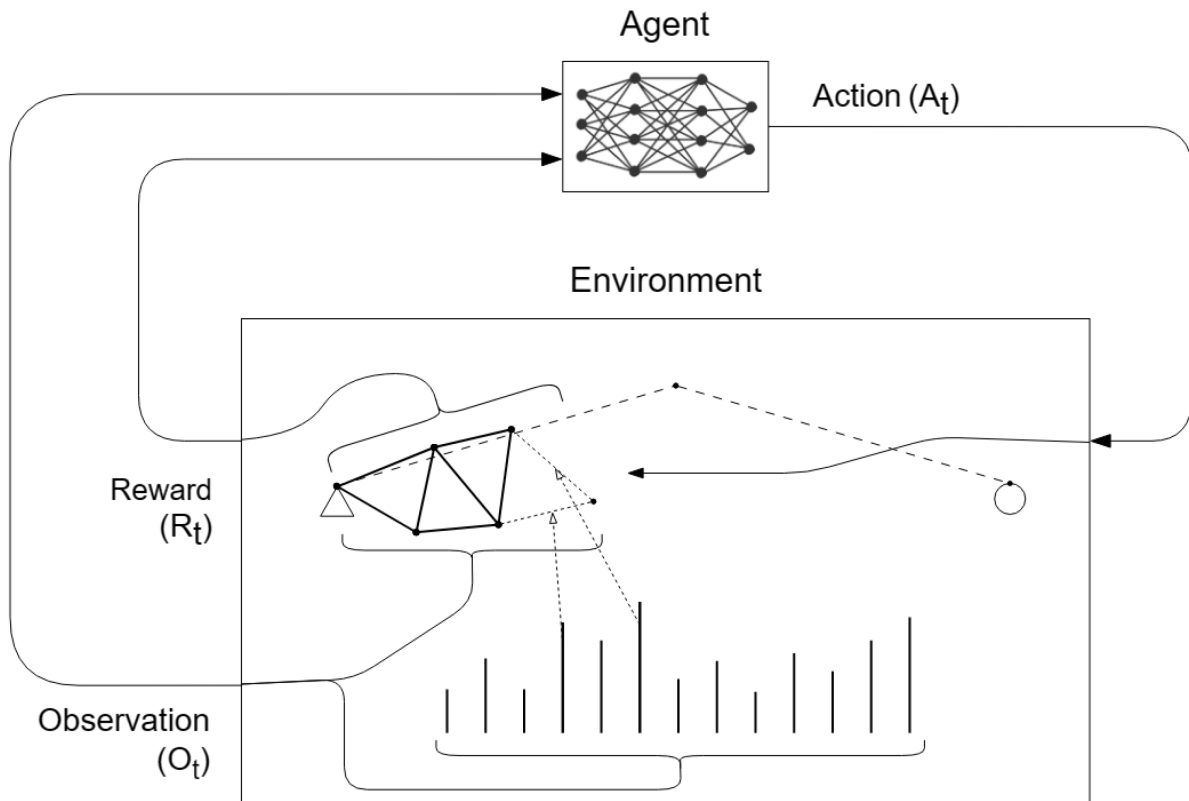 Agent
Action (At)
Environment
Reward
(Rt)
Observation
(Ot)